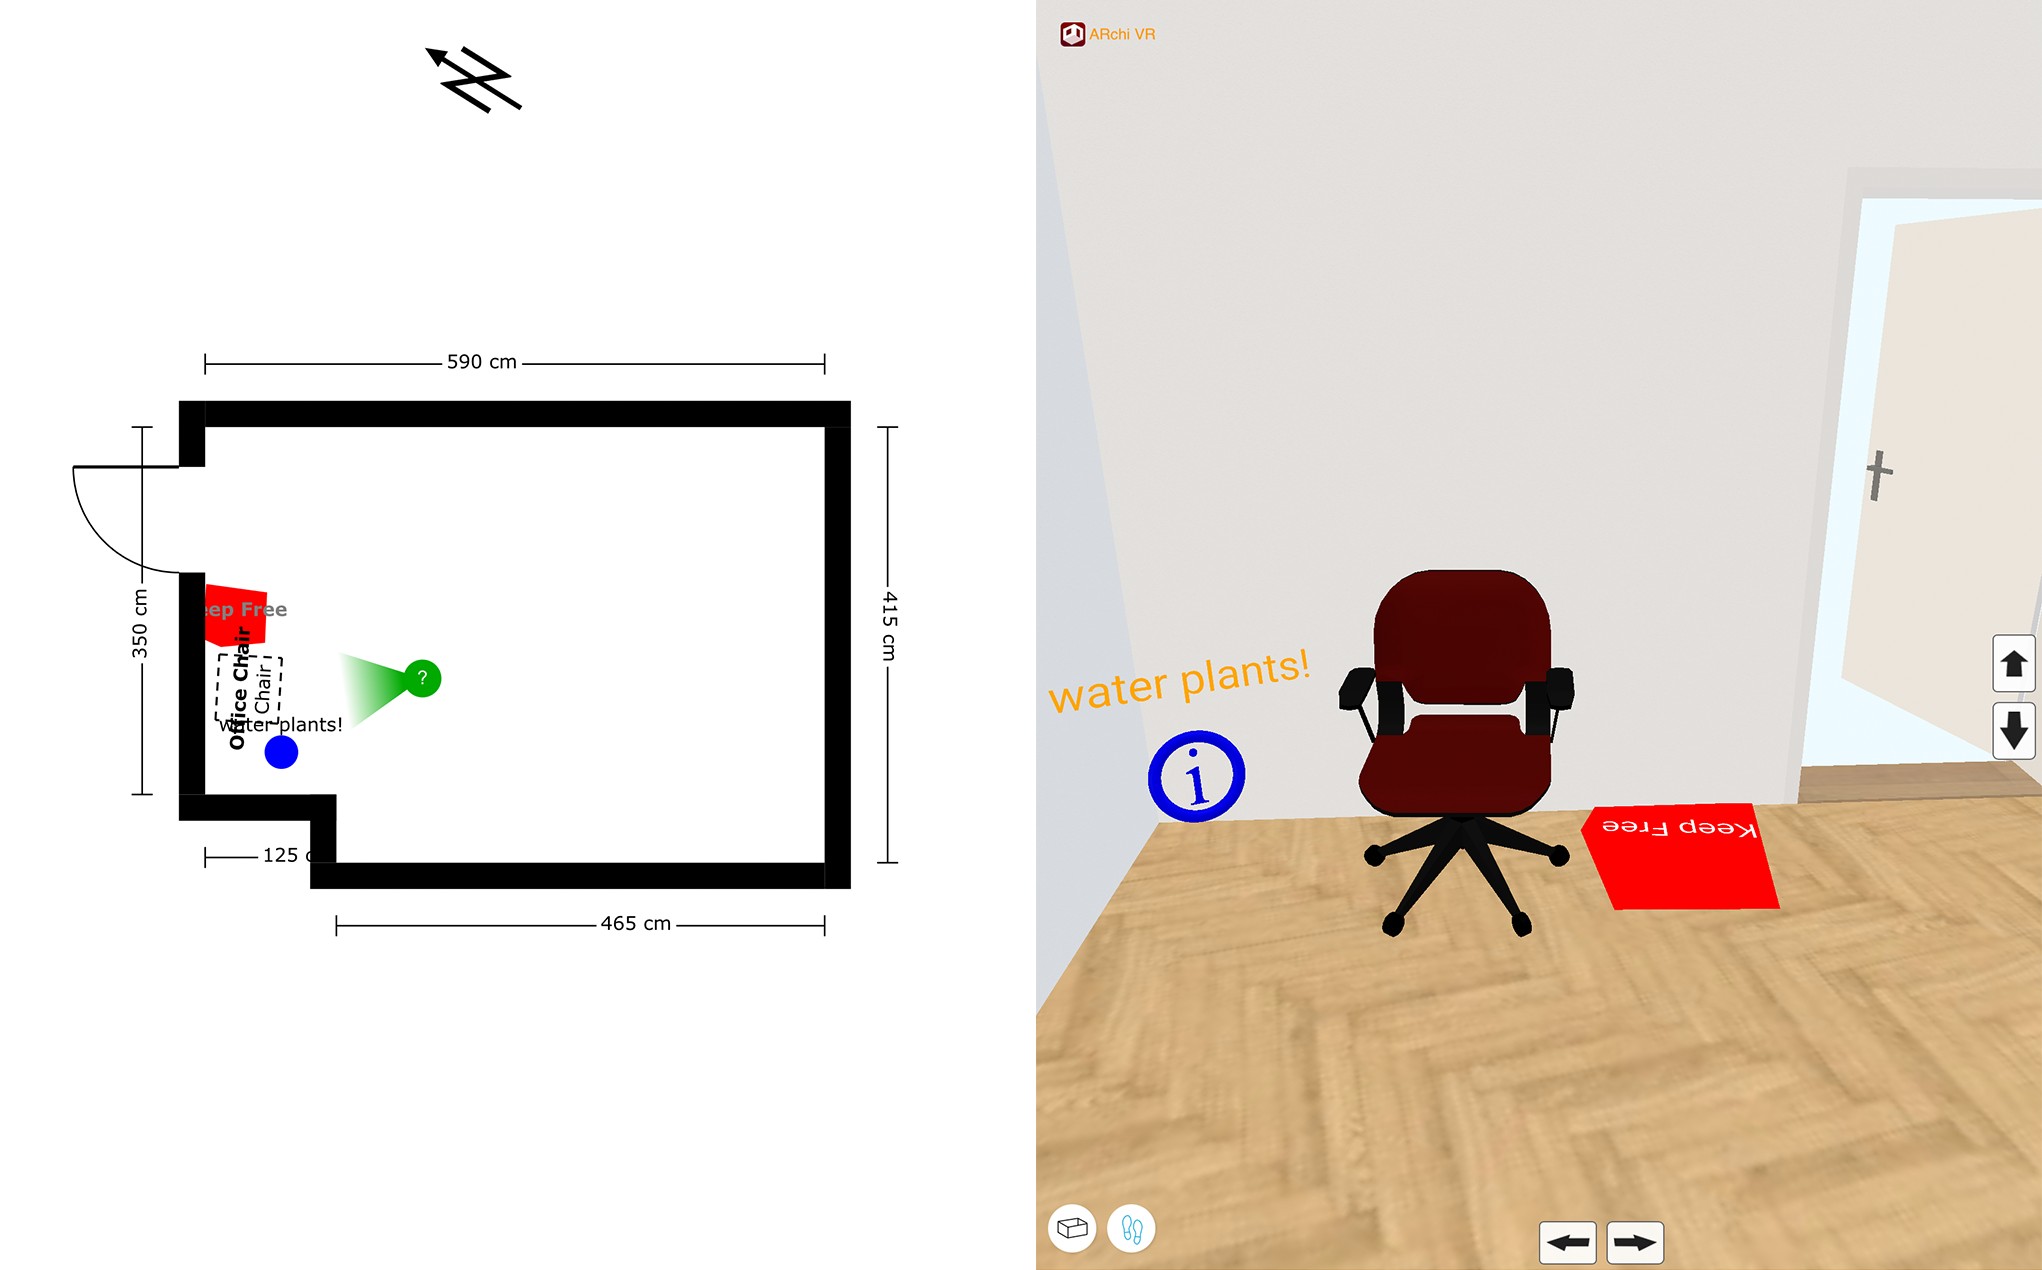 590 cm
350 cm
415 cm
eep Free
Office Chair
Chair
water plants!
?
125 c
465 cm
ARchi VR
water plants!
i
Keep Free